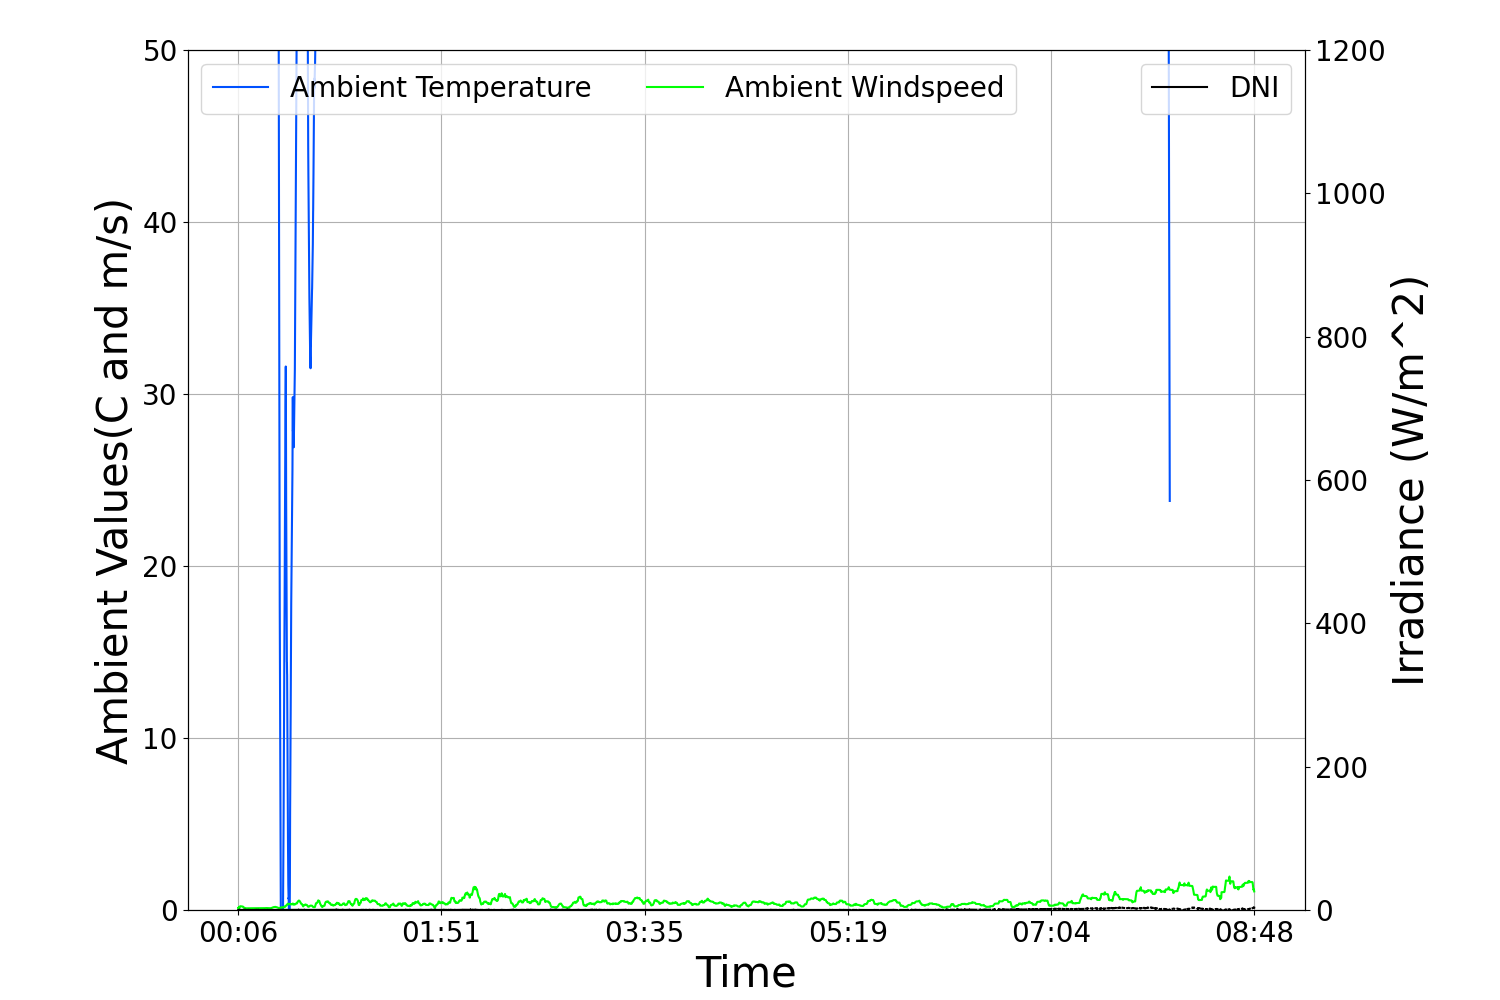 Ambient Temperature Ambient Windspeed DNI
50
40
30
20
10
0
Ambient Values(C and m/s)
1200
1000
800
600
400
200
0
Irradiance (W/m^2)
00:06 01:51 03:35 05:19 07:04 08:48
Time